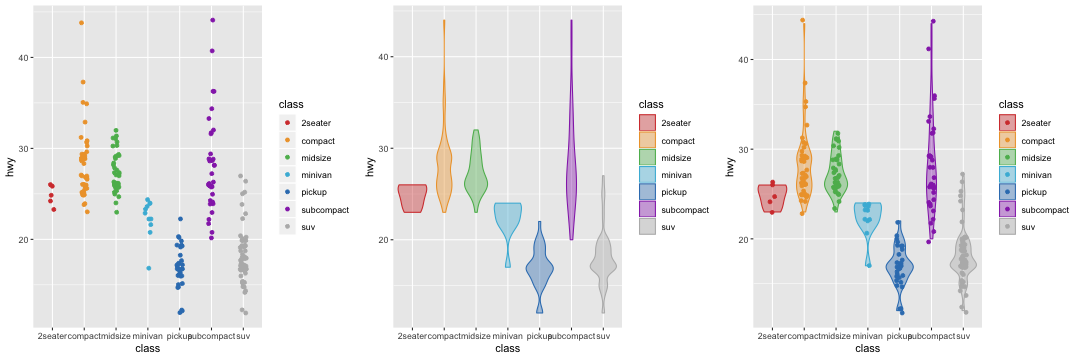 hwy
40
30
20
2seater compact midsize minivan pickup subcompact suv
class
class
2seater
compact
midsize
minivan
pickup
subcompact
suv
hwy
40
30
20
2seater compact midsize minivan pickup subcompact suv
class
class
2seater
compact
midsize
minivan
pickup
subcompact
suv
hwy
40
30
20
2seater compact midsize minivan pickup subcompact suv
class
class
2seater
compact
midsize
minivan
pickup
subcompact
suv